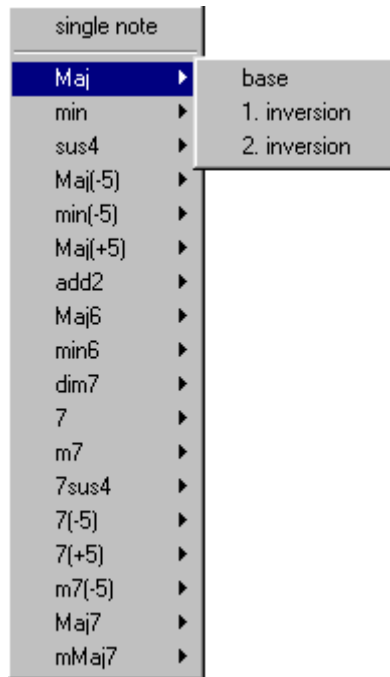 single note
Maj
base
min
1. inversion
sus4
2. inversion
Maj(-5)
min(-5)
Maj(+5)
add2
Maj6
min6
dim7
7
m7
7sus4
7(-5)
7(+5)
m7(-5)
Maj7
mMaj7